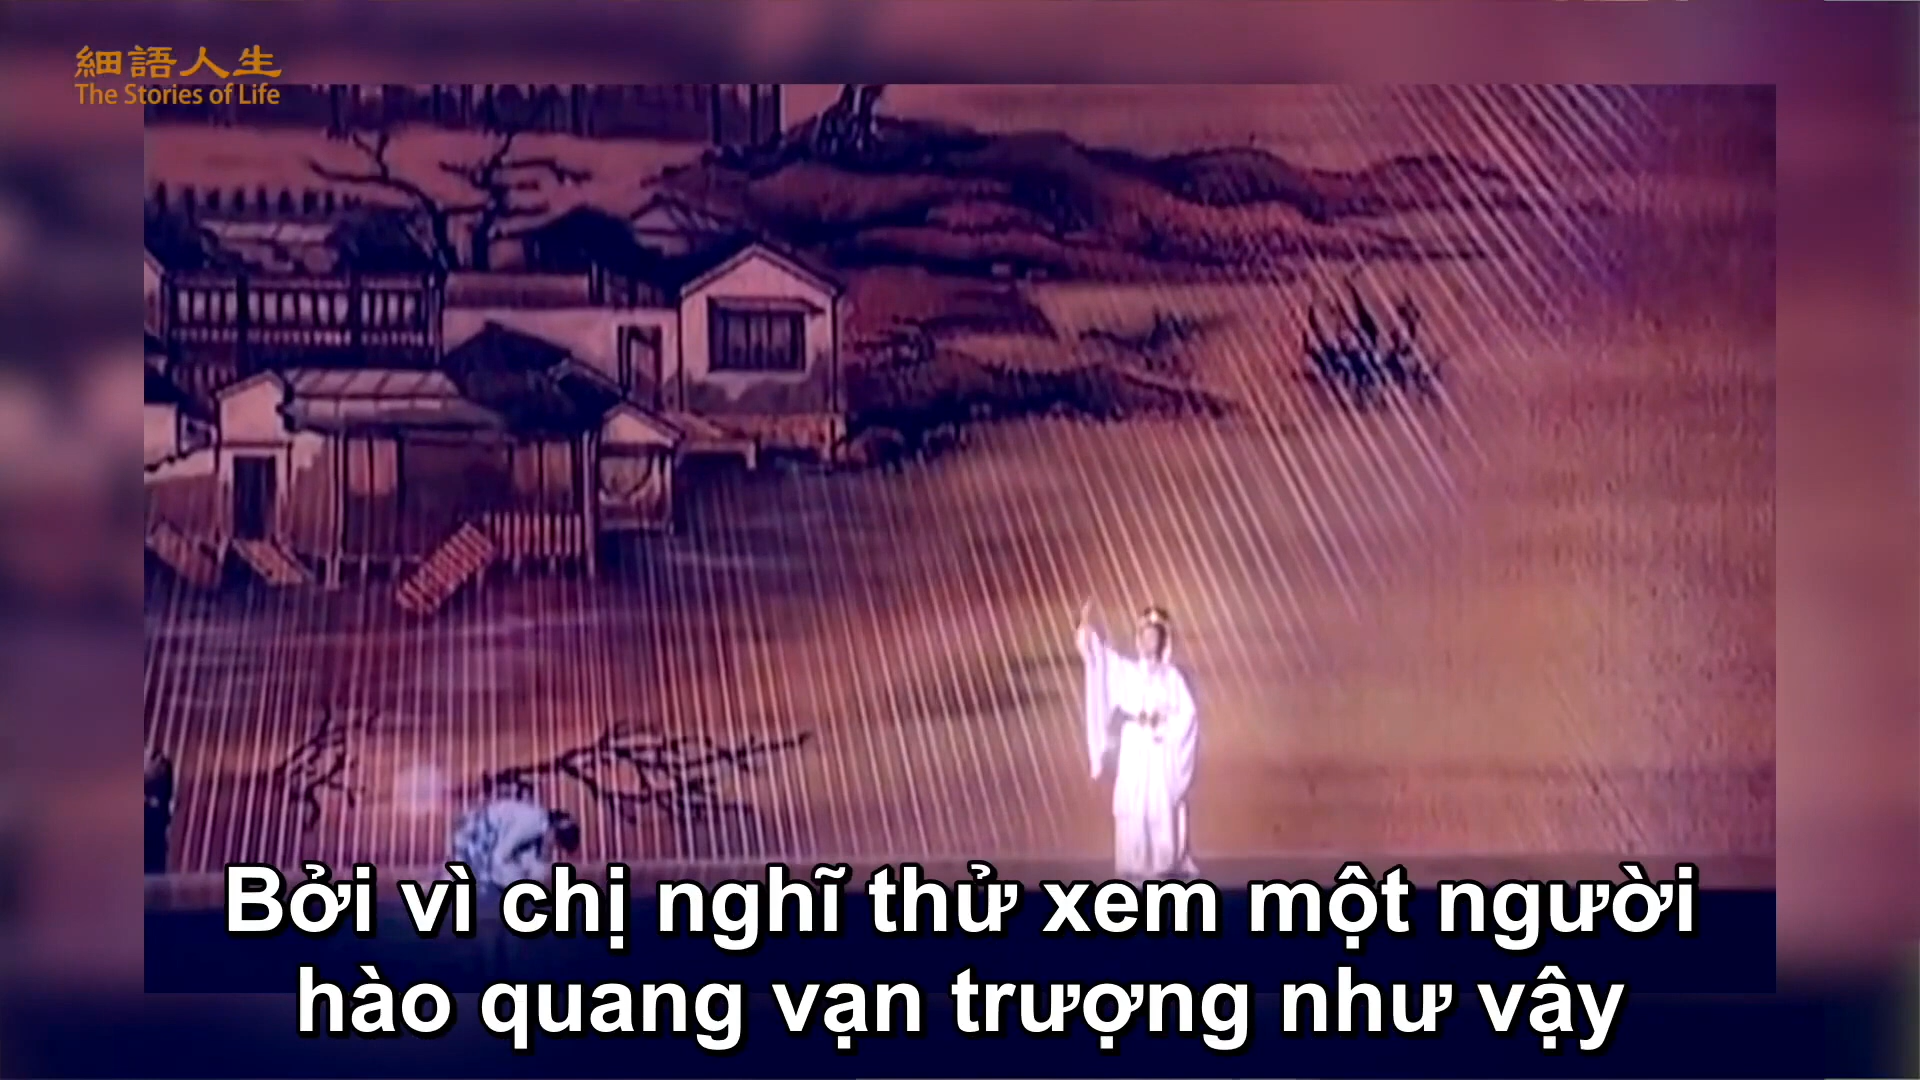 細語人生
The Stories of Life
Bởi vì chị nghĩ thử xem một người
hào quang vạn trượng như vậy